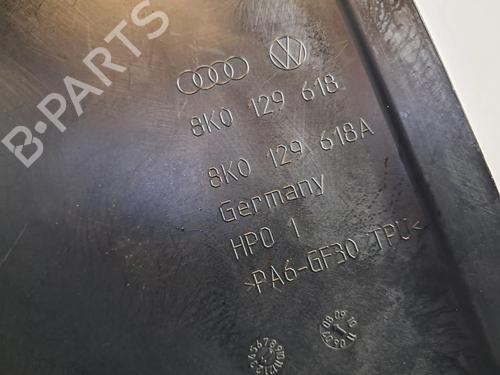 B-PARTS
8K0 129 618
8K0 129 618A
Germany
HPO 1
>PA6-GF30 TPU<